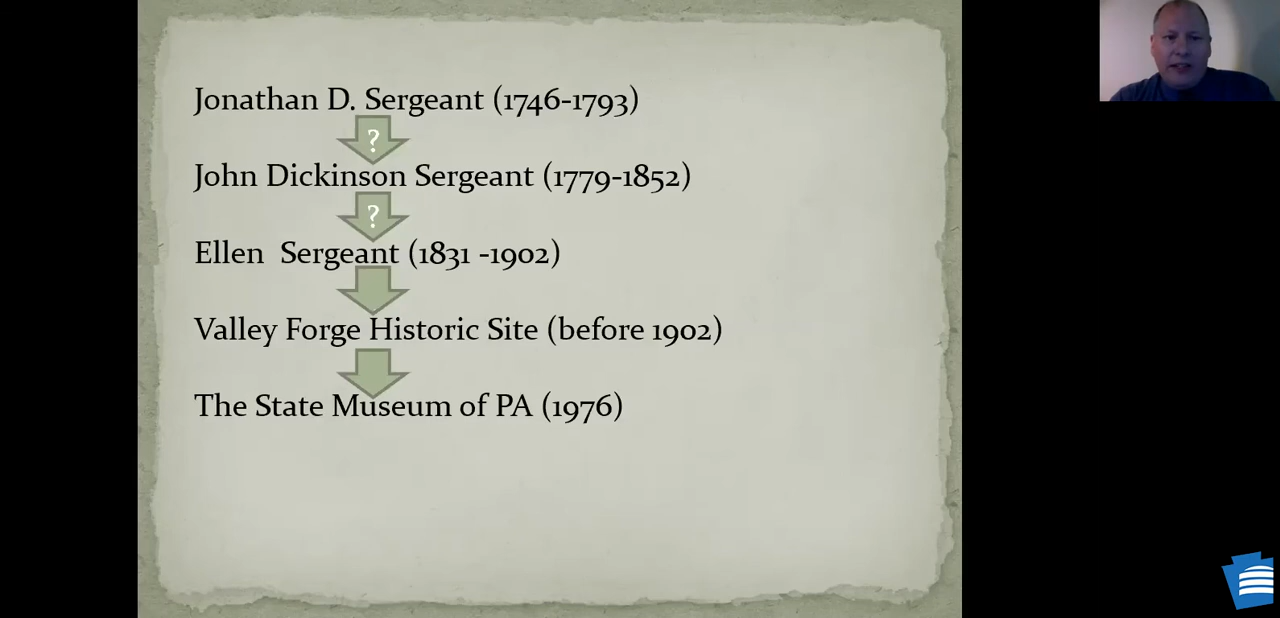 Jonathan D. Sergeant (1746-1793)
?
John Dickinson Sergeant (1779-1852)
?
Ellen  Sergeant (1831 -1902)
Valley Forge Historic Site (before 1902)
The State Museum of PA (1976)